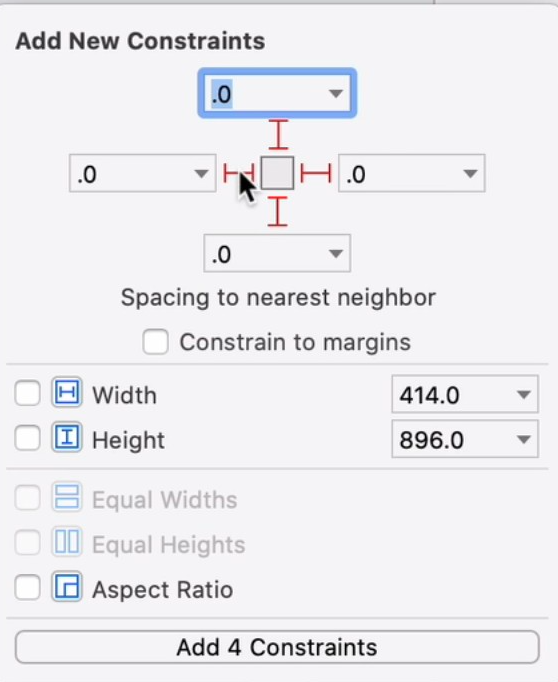 Add New Constraints
.0
.0
.0
.0
Spacing to nearest neighbor
Constrain to margins
Width
414.0
Height
896.0
Equal Widths
Equal Heights
Aspect Ratio
Add 4 Constraints